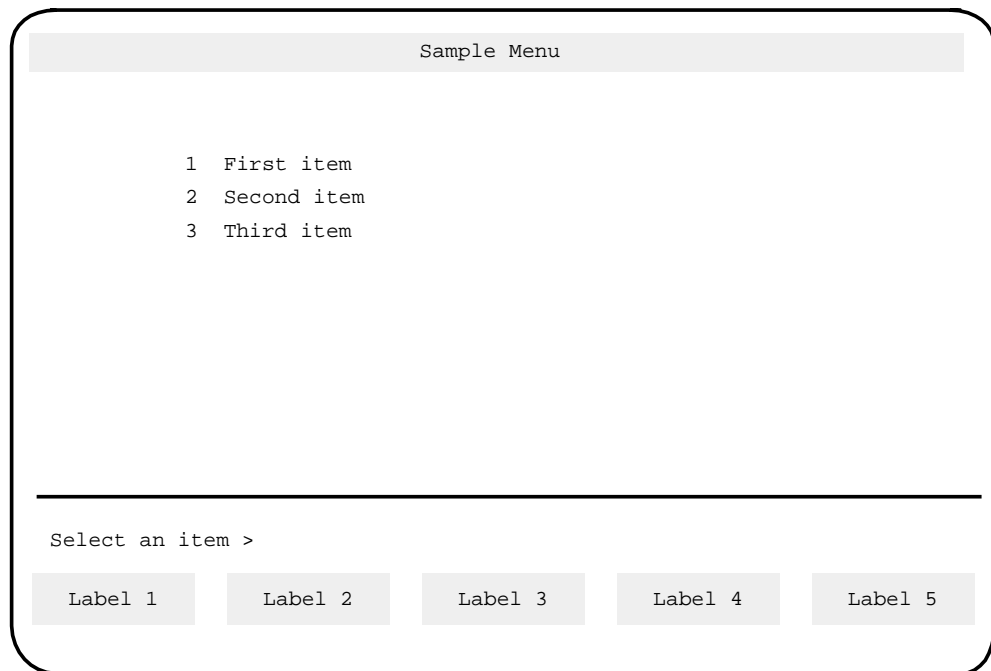 Sample Menu
1 First item
2 Second item
3 Third item
Select an item >
Label 1 Label 2 Label 3 Label 4 Label 5